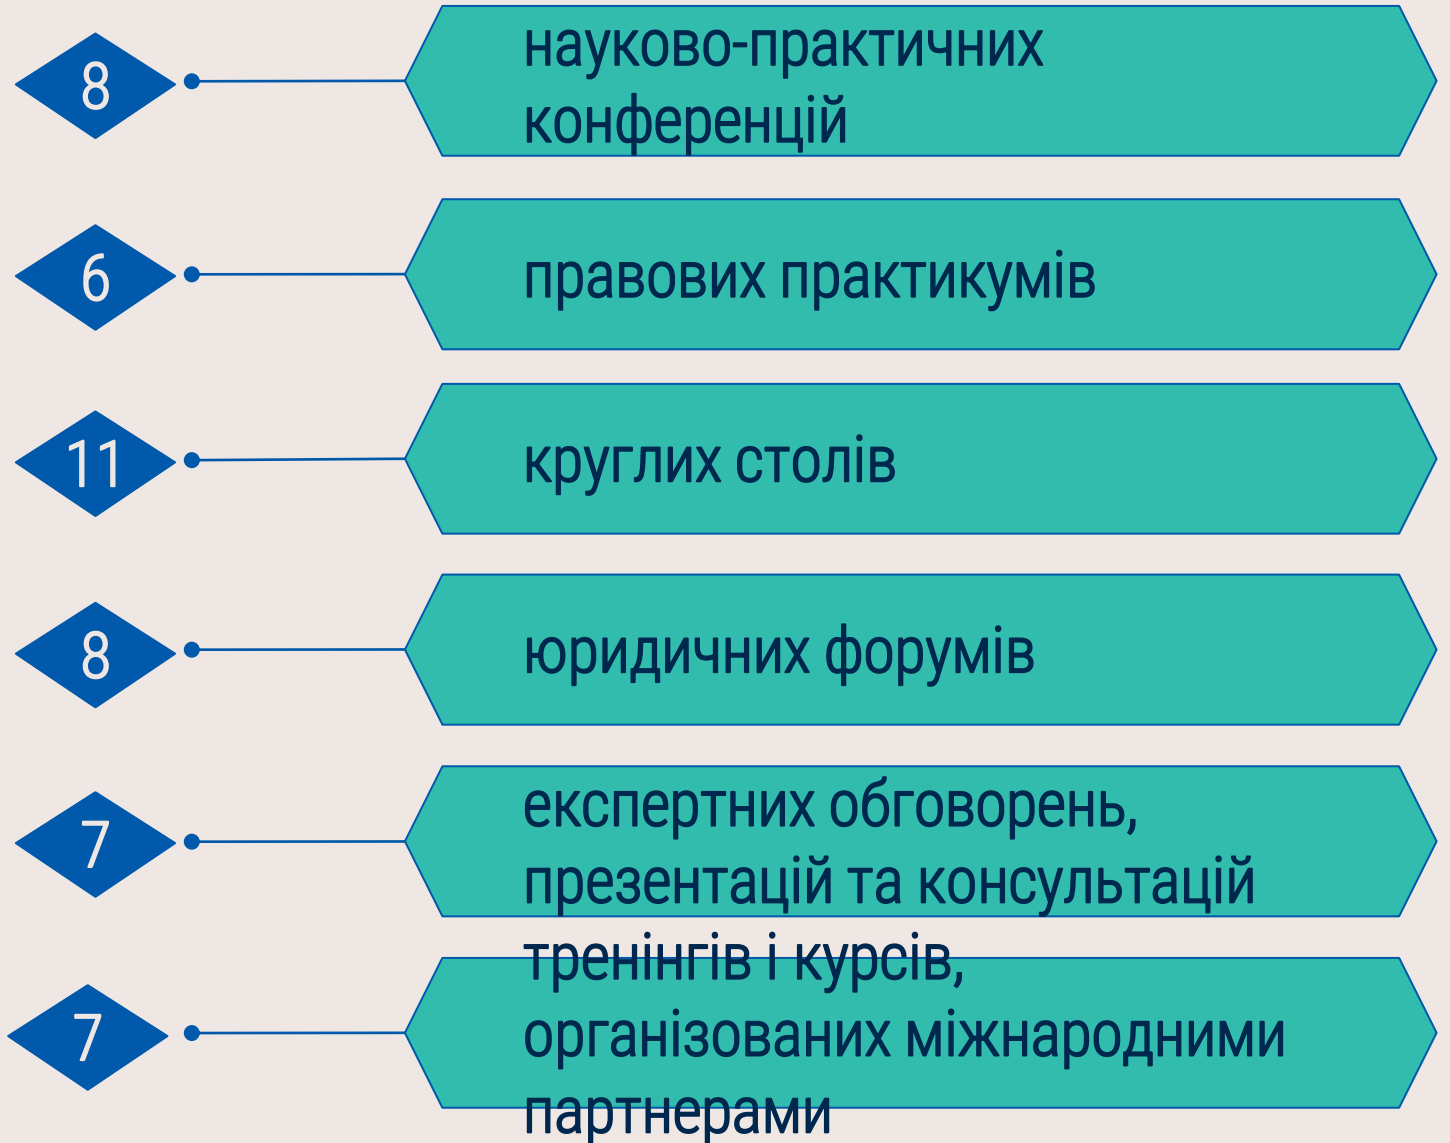 8
науково-практичних
конференцій
6
правових практикумів
11
круглих столів
8
юридичних форумів
7
експертних обговорень,
презентацій та консультацій
7
тренінгів і курсів,
організованих міжнародними
партнерами